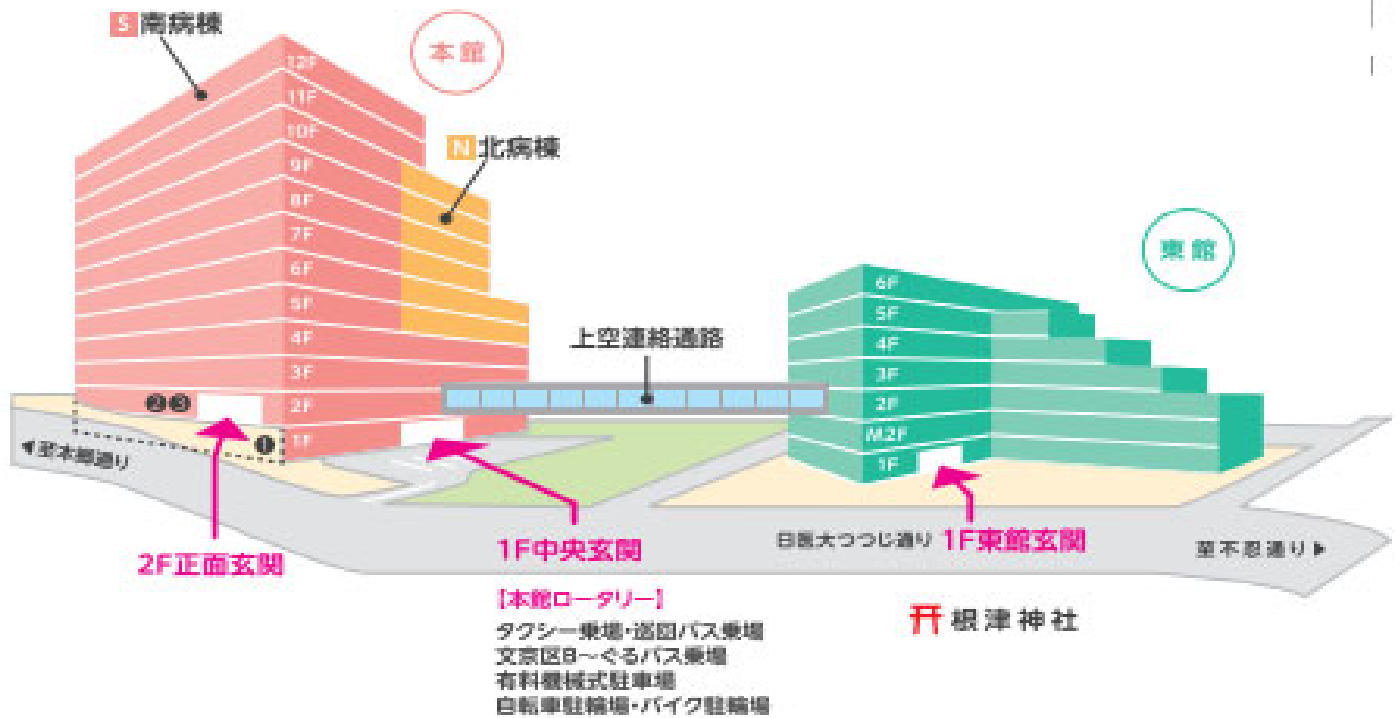 S 南病棟
本館
12F
11F
10F
9F
8F
7F
6F
5F
4F
3F
2F
1F
N 北病棟
東館
6F
5F
4F
3F
2F
M2F
1F
上空連絡通路
❷❸
❶
◀至本郷通り
2F正面玄関
1F中央玄関
【本館ロータリー】
タクシー乗場・巡回バス乗場
文京区B～ぐるバス乗場
有料機械式駐車場
自転車駐輪場・バイク駐輪場
日医大つつじ通り
1F東館玄関
至不忍通り▶
根津神社